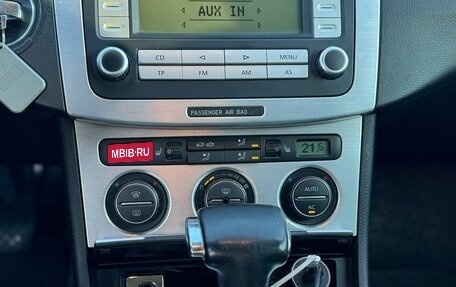 AUX IN
CD
MENU
TP
FM
AM
AS
PASSENGER AIR BAG
MBIB.RU
21,5
AUTO
AC